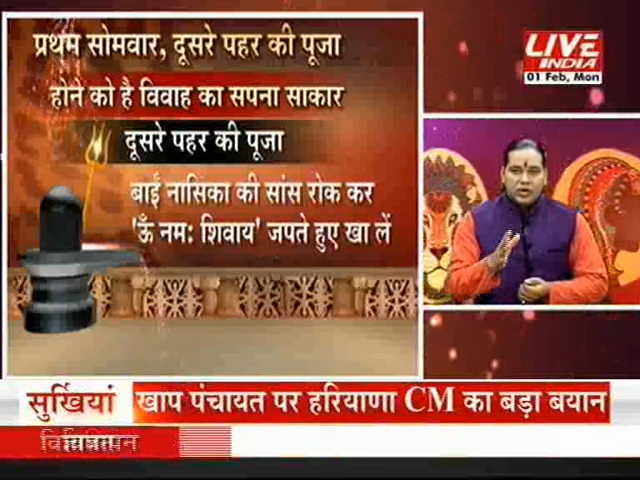 प्रथम सोमवार, दूसरे पहर की पूजा
होने को है विवाह का सपना साकार
दूसरे पहर की पूजा
बाईं नासिका की सांस रोक कर
'ऊँ नम: शिवाय' जपते हुए खा लें
LIVE
INDIA
01 Feb, Mon
सुर्खियां
खाप पंचायत पर हरियाणा CM का बड़ा बयान